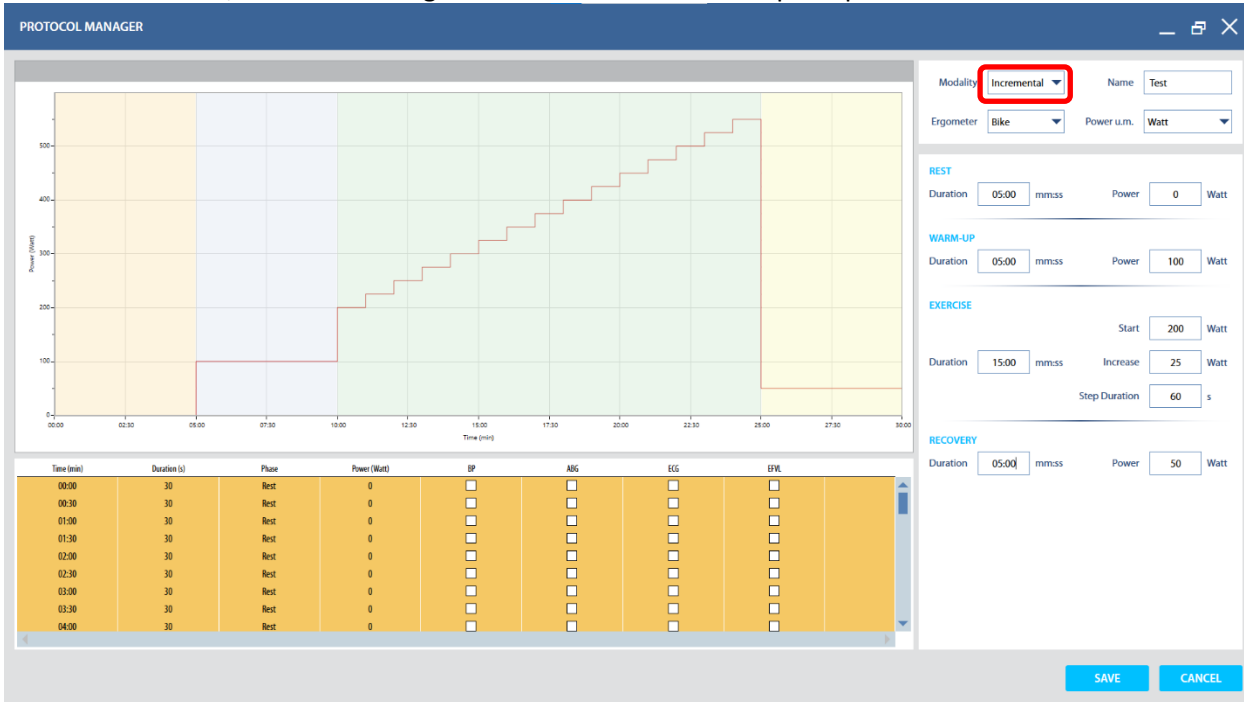 PROTOCOL MANAGER
Modality Incremental Name Test
Ergometer Bike Power u.m. Watt
500
400
300
200
100
0
Power (Watt)
00:00 02:30 05:00 07:30 10:00 12:30 15:00 17:30 20:00 22:30 25:00 27:30 30:00
Time (min)
REST
Duration 05:00 mm:ss Power 0 Watt
WARM-UP
Duration 05:00 mm:ss Power 100 Watt
EXERCISE
Start 200 Watt
Duration 15:00 mm:ss Increase 25 Watt
Step Duration 60 s
RECOVERY
Duration 05:00 mm:ss Power 50 Watt
Time (min) Duration (s) Phase Power (Watt) BP ABG ECG EFVL
00:00 30 Rest 0
00:30 30 Rest 0
01:00 30 Rest 0
01:30 30 Rest 0
02:00 30 Rest 0
02:30 30 Rest 0
03:00 30 Rest 0
03:30 30 Rest 0
04:00 30 Rest 0
SAVE CANCEL